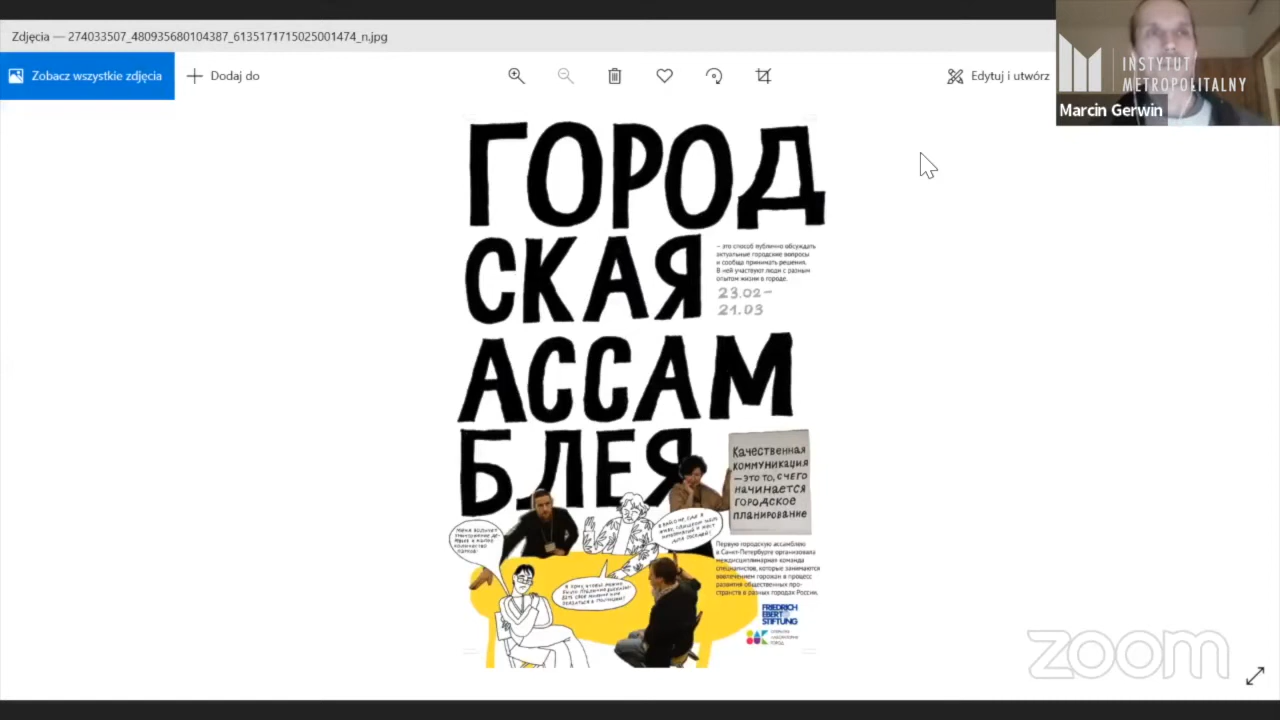 Zdjęcia — 274033507_480935680104387_6135171715025001474_n.jpg
Zobacz wszystkie zdjęcia
Dodaj do
Edytuj i utwórz
INSTYTUT
METROPOLITALNY
Marcin Gerwin
ГОРОД
СКАЯ
– это способ публично обсуждать
актуальные городские вопросы
и сообща принимать решения.
В ней участвуют люди с разным
опытом жизни в городе.
23.02–
21.03
АССАМ
БЛЕЯ
Качественная
коммуникация
– это то, с чего
начинается
городское
планирование
Первую городскую ассамблею
в Санкт-Петербурге организовала
междисциплинарная команда
специалистов, которые занимаются
вовлечением горожан в процесс
развития общественных про-
странств в разных городах России.
FRIEDRICH
EBERT
STIFTUNG
zoom